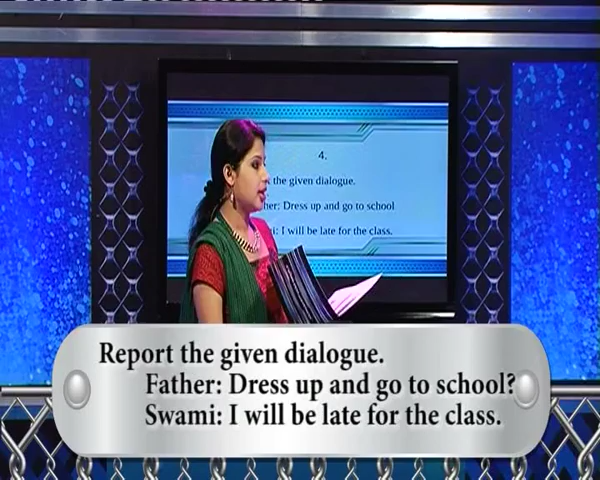 4.
the given dialogue.
her: Dress up and go to school
i: I will be late for the class.
Report the given dialogue.
Father: Dress up and go to school?
Swami: I will be late for the class.